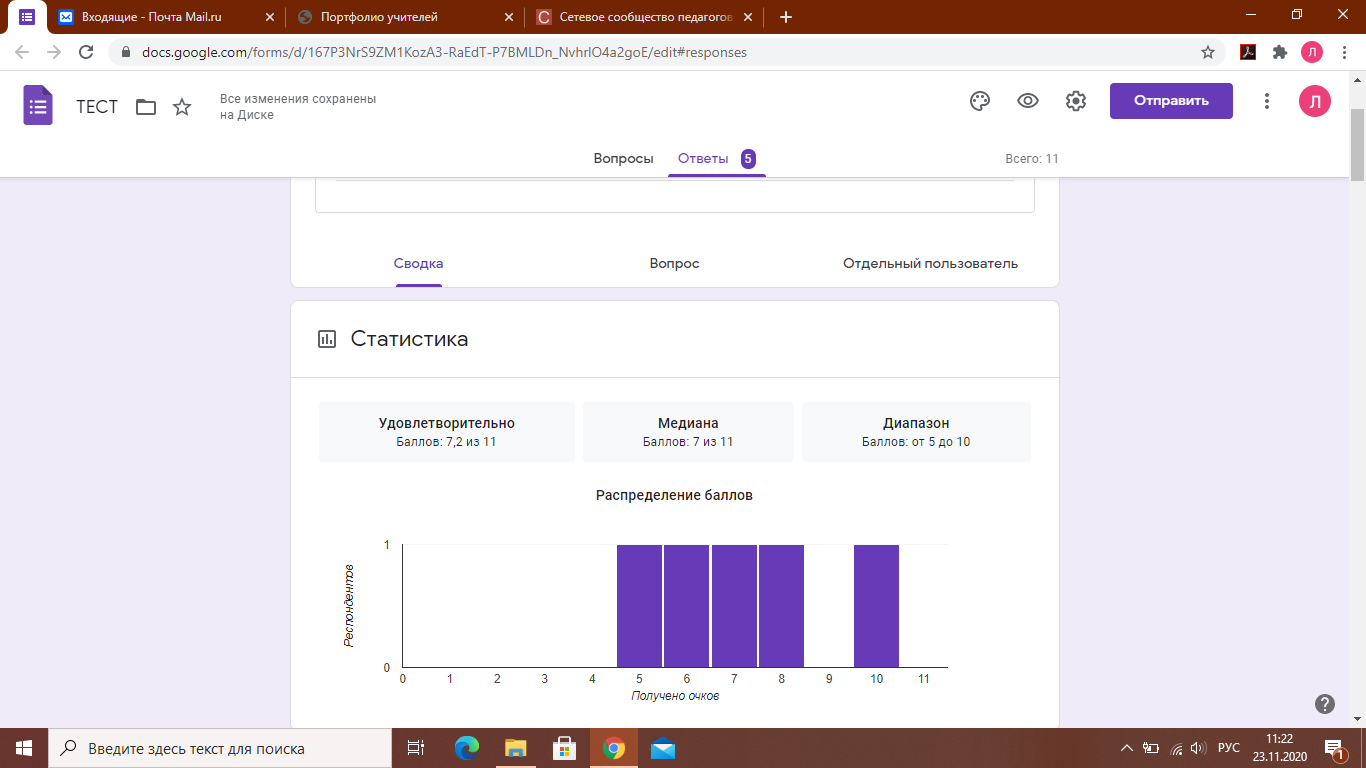 Входящие - Почта Mail.ru
Портфолио учителей
Сетевое сообщество педагогов
docs.google.com/forms/d/167P3NrS9ZM1KozA3-RaEdT-P7BMLDn_NvhrlO4a2goE/edit#responses
Л
ТЕСТ
Все изменения сохранены
на Диске
Отправить
Л
Вопросы
Ответы 5
Всего: 11
Сводка
Вопрос
Отдельный пользователь
Статистика
Удовлетворительно
Баллов: 7,2 из 11
Медиана
Баллов: 7 из 11
Диапазон
Баллов: от 5 до 10
Распределение баллов
Респондентов
1
0
0 1 2 3 4 5 6 7 8 9 10 11
Получено очков
Введите здесь текст для поиска
РУС
11:22
23.11.2020
1